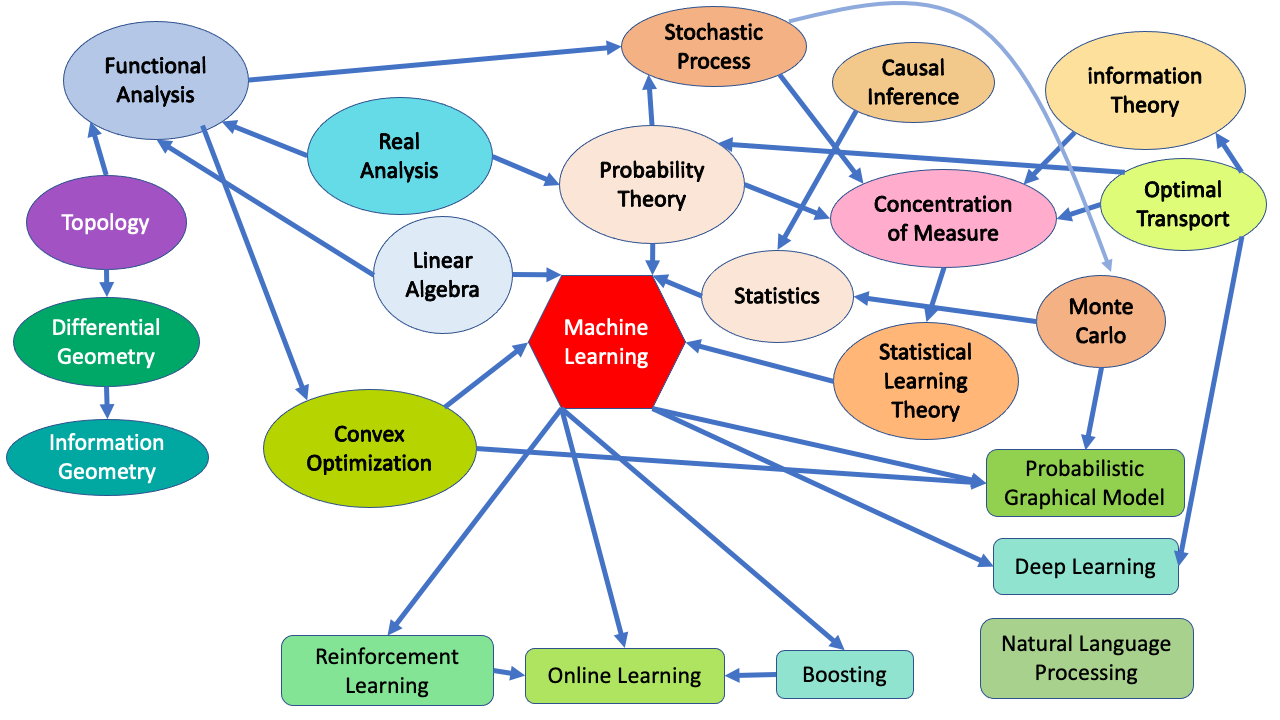 Stochastic
Process
Functional
Analysis
Causal
Inference
information
Theory
Real
Analysis
Probability
Theory
Optimal
Transport
Topology
Concentration
of Measure
Linear
Algebra
Statistics
Differential
Geometry
Machine
Learning
Monte
Carlo
Statistical
Learning
Theory
Information
Geometry
Convex
Optimization
Probabilistic
Graphical Model
Deep Learning
Natural Language
Processing
Reinforcement
Learning
Online Learning
Boosting